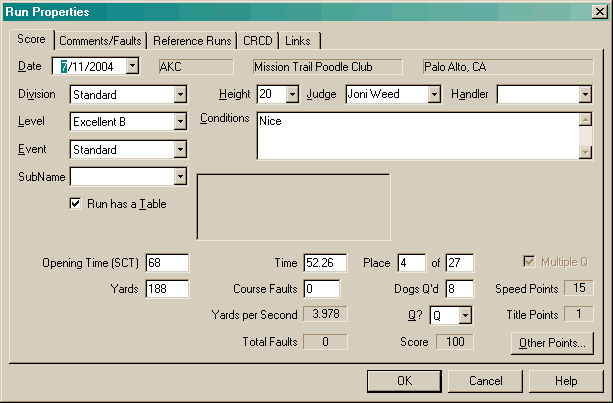 Run Properties
Score Comments/Faults Reference Runs CRCD Links
Date 7/11/2004 AKC Mission Trail Poodle Club Palo Alto, CA
Division Standard Height 20 Judge Joni Weed Handler
Level Excellent B Conditions Nice
Event Standard
SubName
Run has a Table
Opening Time (SCT) 68 Time 52.26 Place 4 of 27 Multiple Q
Yards 188 Course Faults 0 Dogs Q'd 8 Speed Points 15
Yards per Second 3.978 Q? Q Title Points 1
Total Faults 0 Score 100 Other Points...
OK Cancel Help